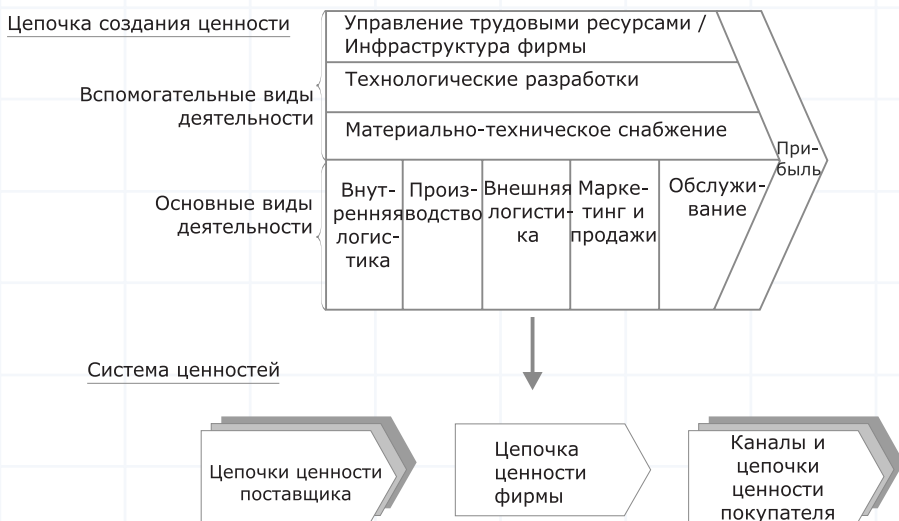 Цепочка создания ценности
Управление трудовыми ресурсами /
Инфраструктура фирмы
Технологические разработки
Вспомогательные виды
деятельности
Материально-техническое снабжение
При-
быль
Основные виды
деятельности
Внут-
ренняя
логис-
тика
Произ-
водство
Внешняя
логисти-
ка
Марке-
тинг и
продажи
Обслужи-
вание
Система ценностей
Цепочки ценности
поставщика
Цепочка
ценности
фирмы
Каналы и
цепочки
ценности
покупателя